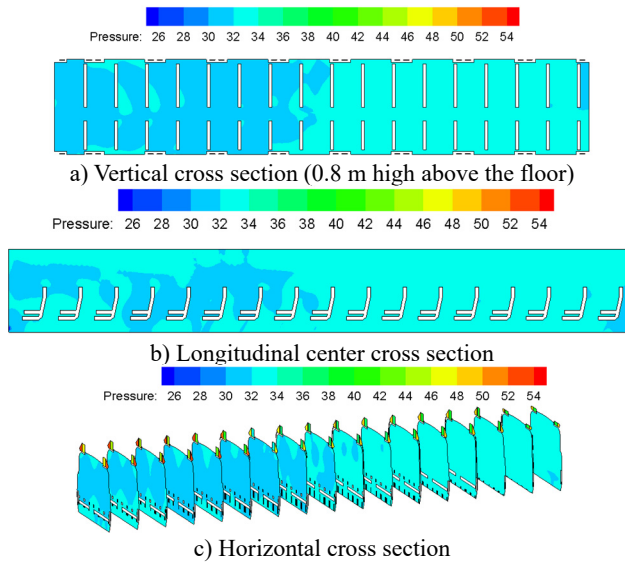 Pressure: 26 28 30 32 34 36 38 40 42 44 46 48 50 52 54
a) Vertical cross section (0.8 m high above the floor)
Pressure: 26 28 30 32 34 36 38 40 42 44 46 48 50 52 54
b) Longitudinal center cross section
Pressure: 26 28 30 32 34 36 38 40 42 44 46 48 50 52 54
c) Horizontal cross section